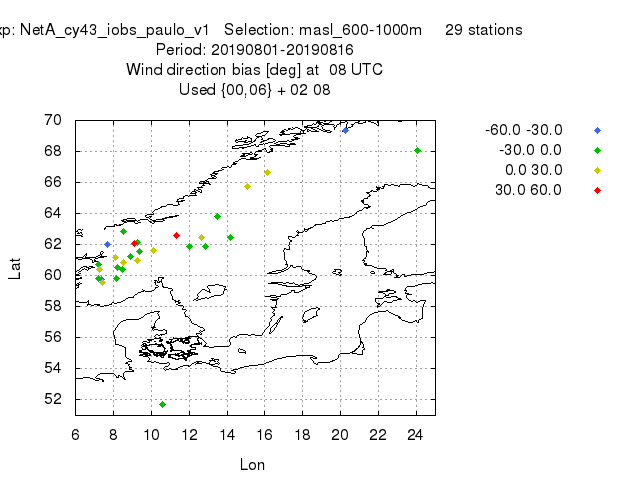 xp: NetA_cy43_iobs_paulo_v1 Selection: masl_600-1000m 29 stations
Period: 20190801-20190816
Wind direction bias [deg] at 08 UTC
Used {00,06} + 02 08
70
68
66
64
62
60
58
56
54
52
Lat
6 8 10 12 14 16 18 20 22 24
Lon
-60.0 -30.0
-30.0 0.0
0.0 30.0
30.0 60.0